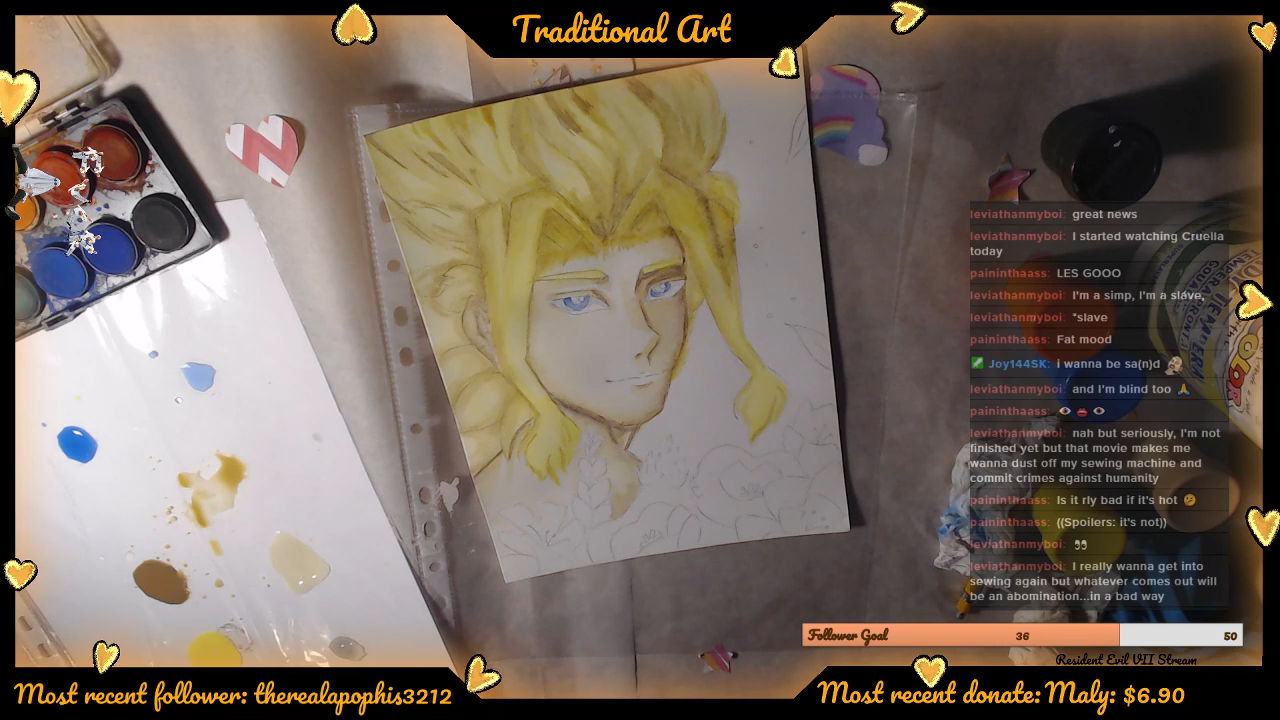 Traditional Art
leviathanmyboi: great news
leviathanmyboi: I started watching Cruella
today
paininthaass: LES GOOO
leviathanmyboi: I'm a simp, I'm a slave,
leviathanmyboi: *slave
paininthaass: Fat mood
Joy144SK: i wanna be sa(n)d
leviathanmyboi: and I'm blind too 🙏
paininthaass: 👁 👄 👁
leviathanmyboi: nah but seriously, I'm not
finished yet but that movie makes me
wanna dust off my sewing machine and
commit crimes against humanity
paininthaass: Is it rly bad if it's hot 🤔
paininthaass: ((Spoilers: it's not))
leviathanmyboi: 👀
leviathanmyboi: I really wanna get into
sewing again but whatever comes out will
be an abomination...in a bad way
Follower Goal 36 50
Resident Evil VII Stream
Most recent follower: therealapophis3212
Most recent donate: Maly: $6.90